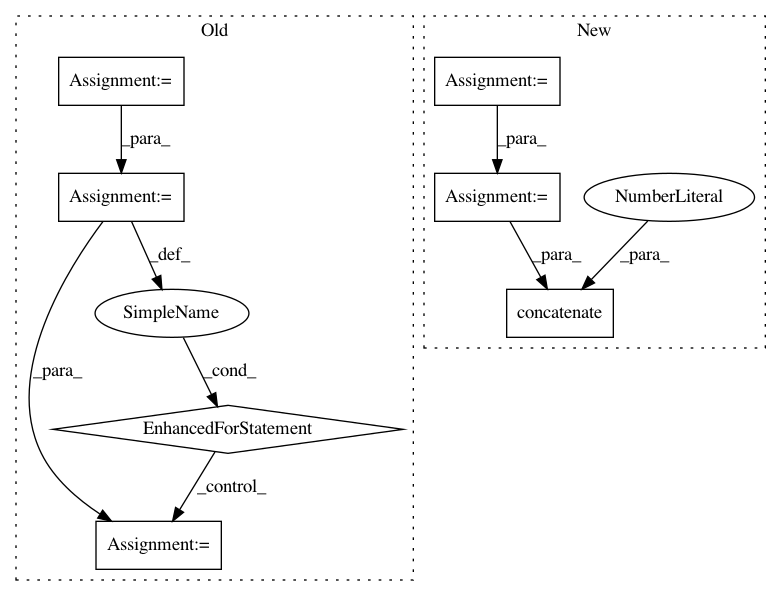 Old
New
Assignment:=
Assignment:=
_para_
_para_
Assignment:=
Assignment:=
NumberLiteral
_def_
_para_
_para_
SimpleName
concatenate
_para_
_cond_
EnhancedForStatement
_control_
Assignment:=